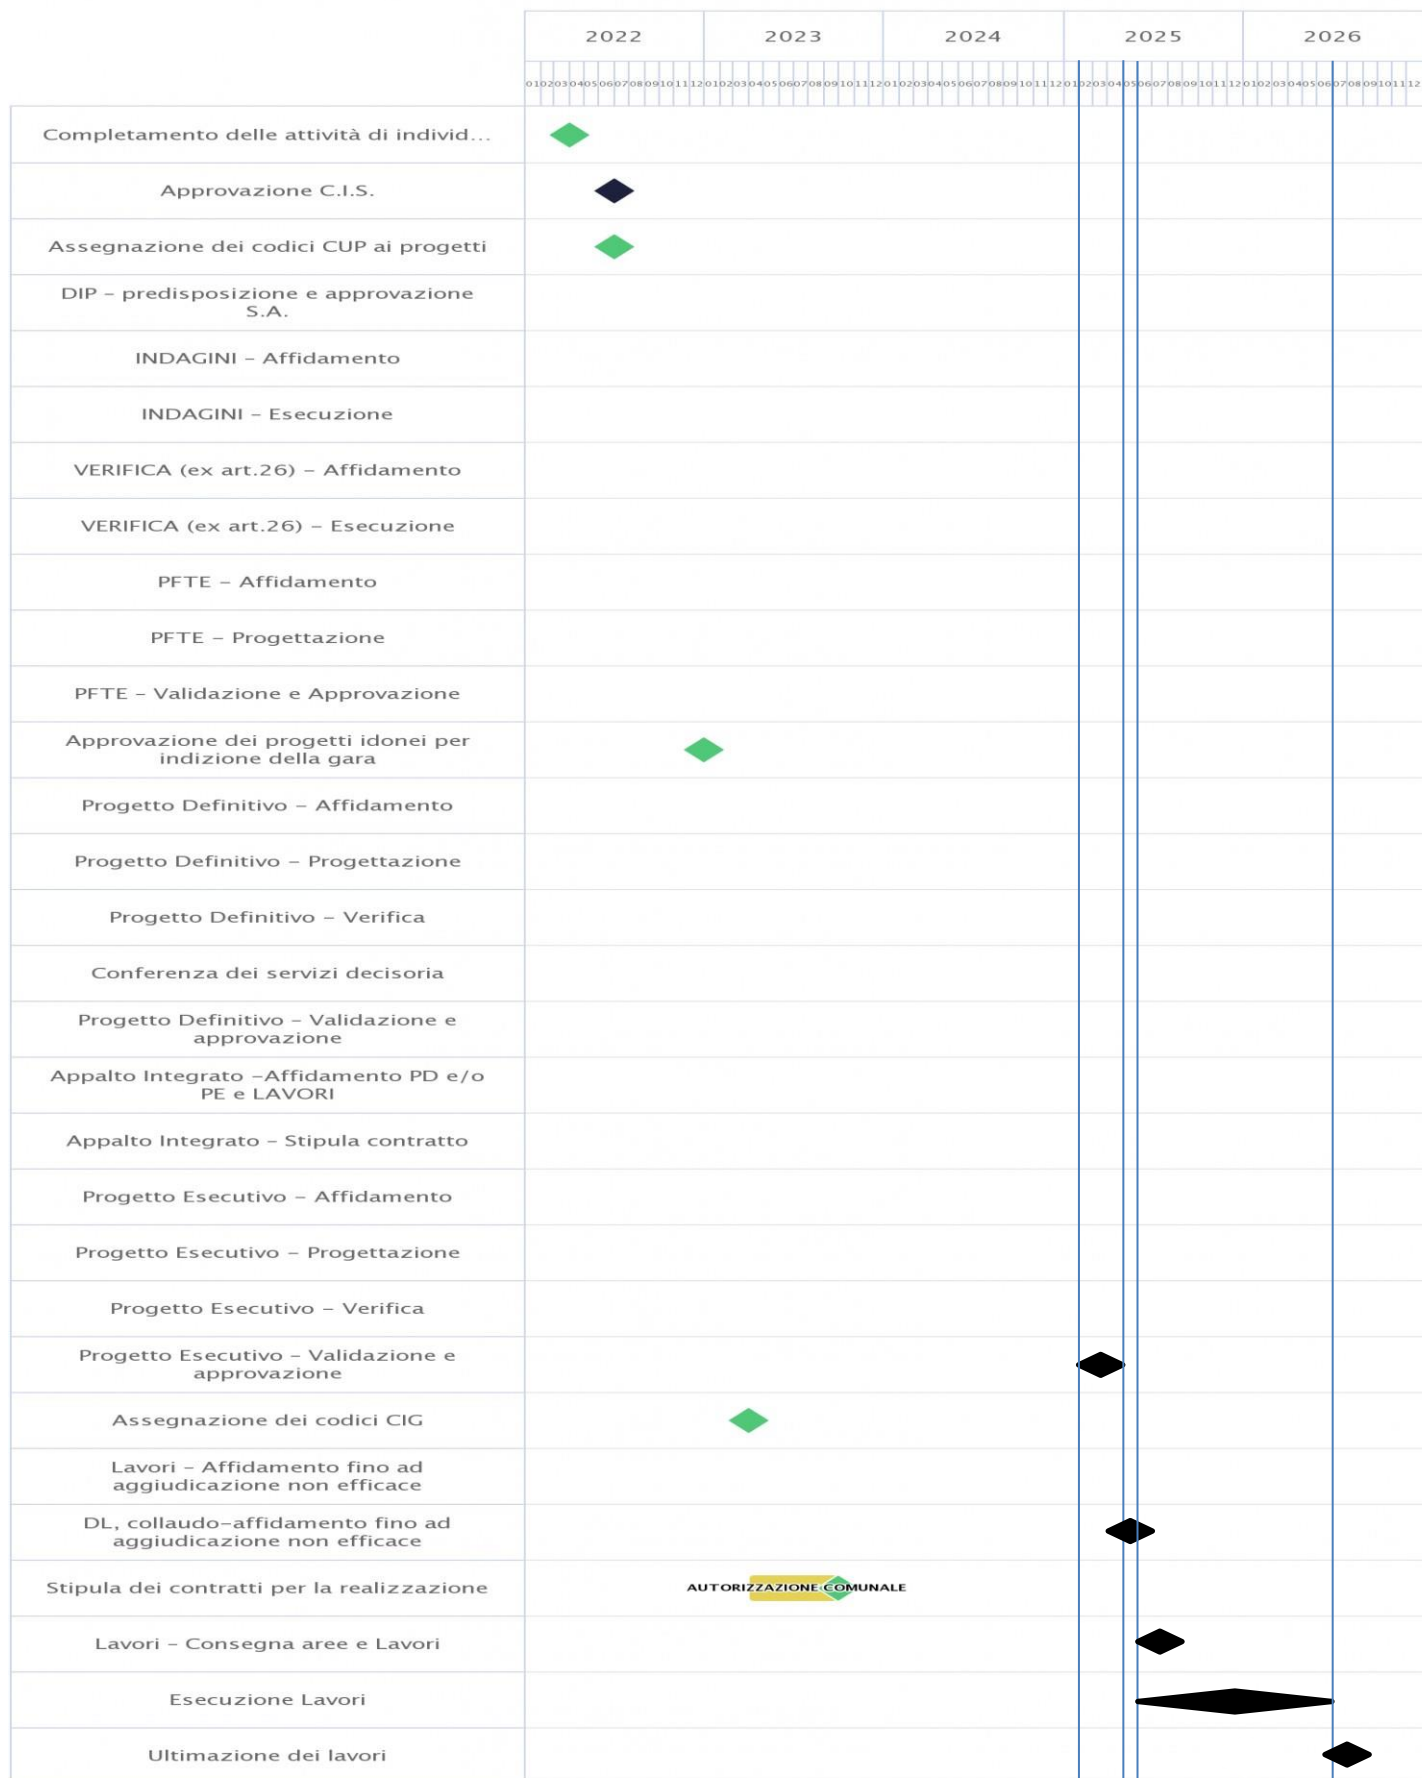 2022 2023 2024 2025 2026
010203040506070809101112010203040506070809101112010203040506070809101112010203040506070809101112010203040506070809101112
Completamento delle attività di individ...
Approvazione C.I.S.
Assegnazione dei codici CUP ai progetti
DIP - predisposizione e approvazione
S.A.
INDAGINI - Affidamento
INDAGINI - Esecuzione
VERIFICA (ex art.26) - Affidamento
VERIFICA (ex art.26) - Esecuzione
PFTE - Affidamento
PFTE - Progettazione
PFTE - Validazione e Approvazione
Approvazione dei progetti idonei per
indizione della gara
Progetto Definitivo - Affidamento
Progetto Definitivo - Progettazione
Progetto Definitivo - Verifica
Conferenza dei servizi decisoria
Progetto Definitivo - Validazione e
approvazione
Appalto Integrato -Affidamento PD e/o
PE e LAVORI
Appalto Integrato - Stipula contratto
Progetto Esecutivo - Affidamento
Progetto Esecutivo - Progettazione
Progetto Esecutivo - Verifica
Progetto Esecutivo - Validazione e
approvazione
Assegnazione dei codici CIG
Lavori - Affidamento fino ad
aggiudicazione non efficace
DL, collaudo-affidamento fino ad
aggiudicazione non efficace
Stipula dei contratti per la realizzazione
AUTORIZZAZIONE COMUNALE
Lavori - Consegna aree e Lavori
Esecuzione Lavori
Ultimazione dei lavori